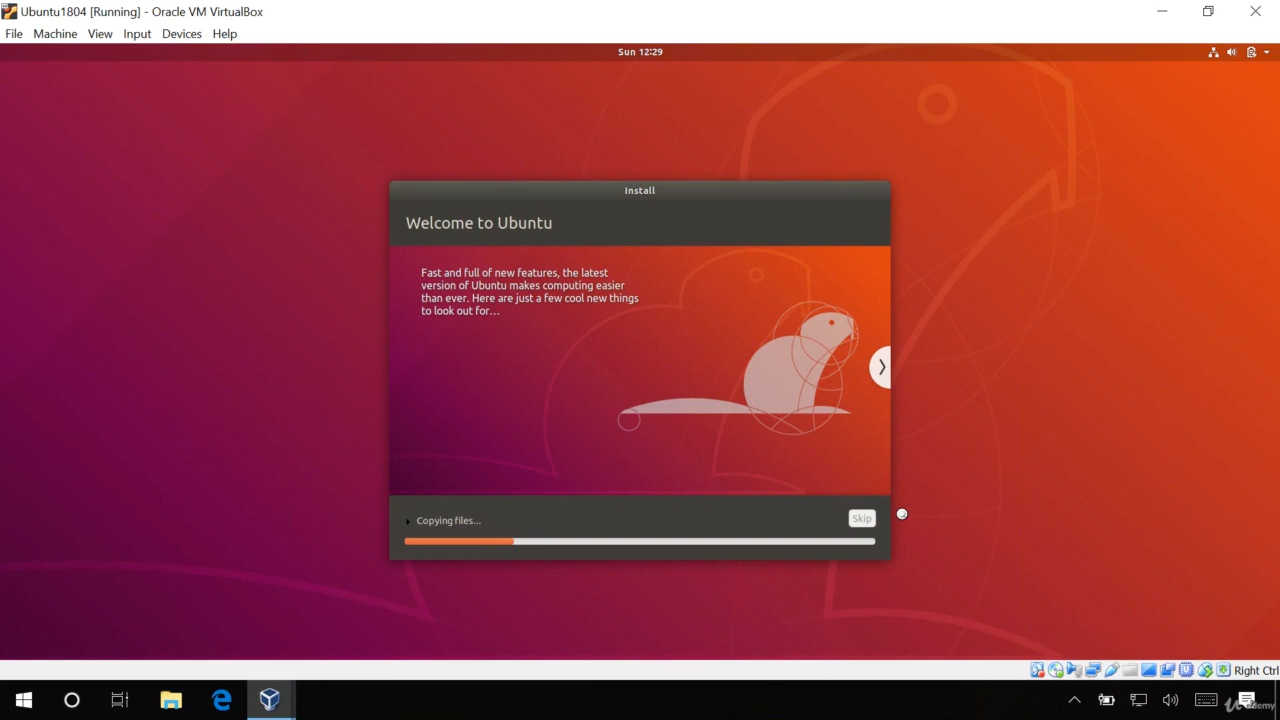 Ubuntu1804 [Running] - Oracle VM VirtualBox
File Machine View Input Devices Help
Sun 12:29
Install
Welcome to Ubuntu
Fast and full of new features, the latest
version of Ubuntu makes computing easier
than ever. Here are just a few cool new things
to look out for...
Copying files...
Skip
Right Ctrl
Udemy